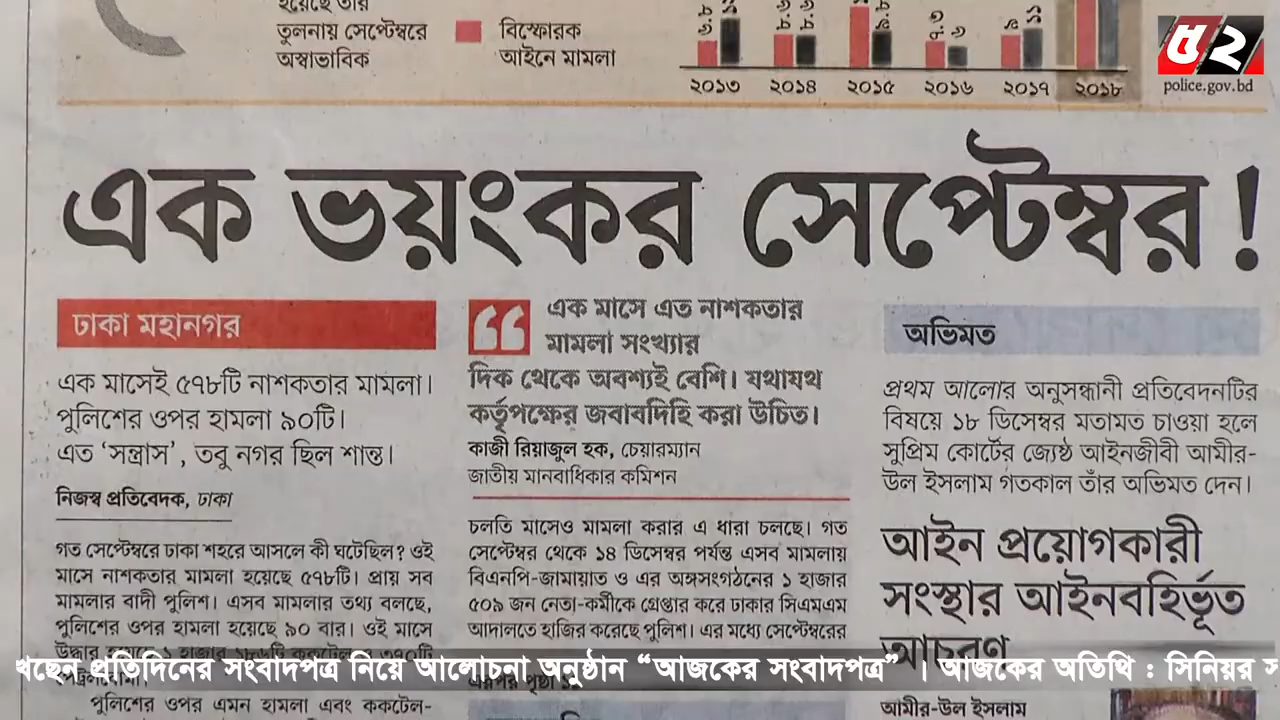 তুলনায় সেপ্টেম্বরে
অস্বাভাবিক
বিস্ফোরক
আইনে মামলা
২০১৩ ২০১৪ ২০১৫ ২০১৬ ২০১৭ ২০১৮
৫২
police.gov.bd
এক ভয়ংকর সেপ্টেম্বর!
ঢাকা মহানগর
এক মাসেই ৫৭৮টি নাশকতার মামলা।
পুলিশের ওপর হামলা ৯০টি।
এত ‘সন্ত্রাস’, তবু নগর ছিল শান্ত।
নিজস্ব প্রতিবেদক, ঢাকা
গত সেপ্টেম্বরে ঢাকা শহরে আসলে কী ঘটেছিল? ওই
মাসে নাশকতার মামলা হয়েছে ৫৭৮টি। প্রায় সব
মামলার বাদী পুলিশ। এসব মামলার তথ্য বলছে,
পুলিশের ওপর হামলা হয়েছে ৯০ বার। ওই মাসে
পুলিশের ওপর এমন হামলা এবং ককটেল-
“ এক মাসে এত নাশকতার
মামলা সংখ্যার
দিক থেকে অবশ্যই বেশি। যথাযথ
কর্তৃপক্ষের জবাবদিহি করা উচিত।
কাজী রিয়াজুল হক, চেয়ারম্যান
জাতীয় মানবাধিকার কমিশন
চলতি মাসেও মামলা করার এ ধারা চলছে। গত
সেপ্টেম্বর থেকে ১৪ ডিসেম্বর পর্যন্ত এসব মামলায়
বিএনপি-জামায়াত ও এর অঙ্গসংগঠনের ১ হাজার
৫০৯ জন নেতা-কর্মীকে গ্রেপ্তার করে ঢাকার সিএমএম
আদালতে হাজির করেছে পুলিশ। এর মধ্যে সেপ্টেম্বরের
অভিমত
প্রথম আলোর অনুসন্ধানী প্রতিবেদনটির
বিষয়ে ১৮ ডিসেম্বর মতামত চাওয়া হলে
সুপ্রিম কোর্টের জ্যেষ্ঠ আইনজীবী আমীর-
উল ইসলাম গতকাল তাঁর অভিমত দেন।
আইন প্রয়োগকারী
সংস্থার আইনবহির্ভূত
আচরণ
আমীর-উল ইসলাম
খছেন প্রতিদিনের সংবাদপত্র নিয়ে আলোচনা অনুষ্ঠান “আজকের সংবাদপত্র” । আজকের অতিথি : সিনিয়র স